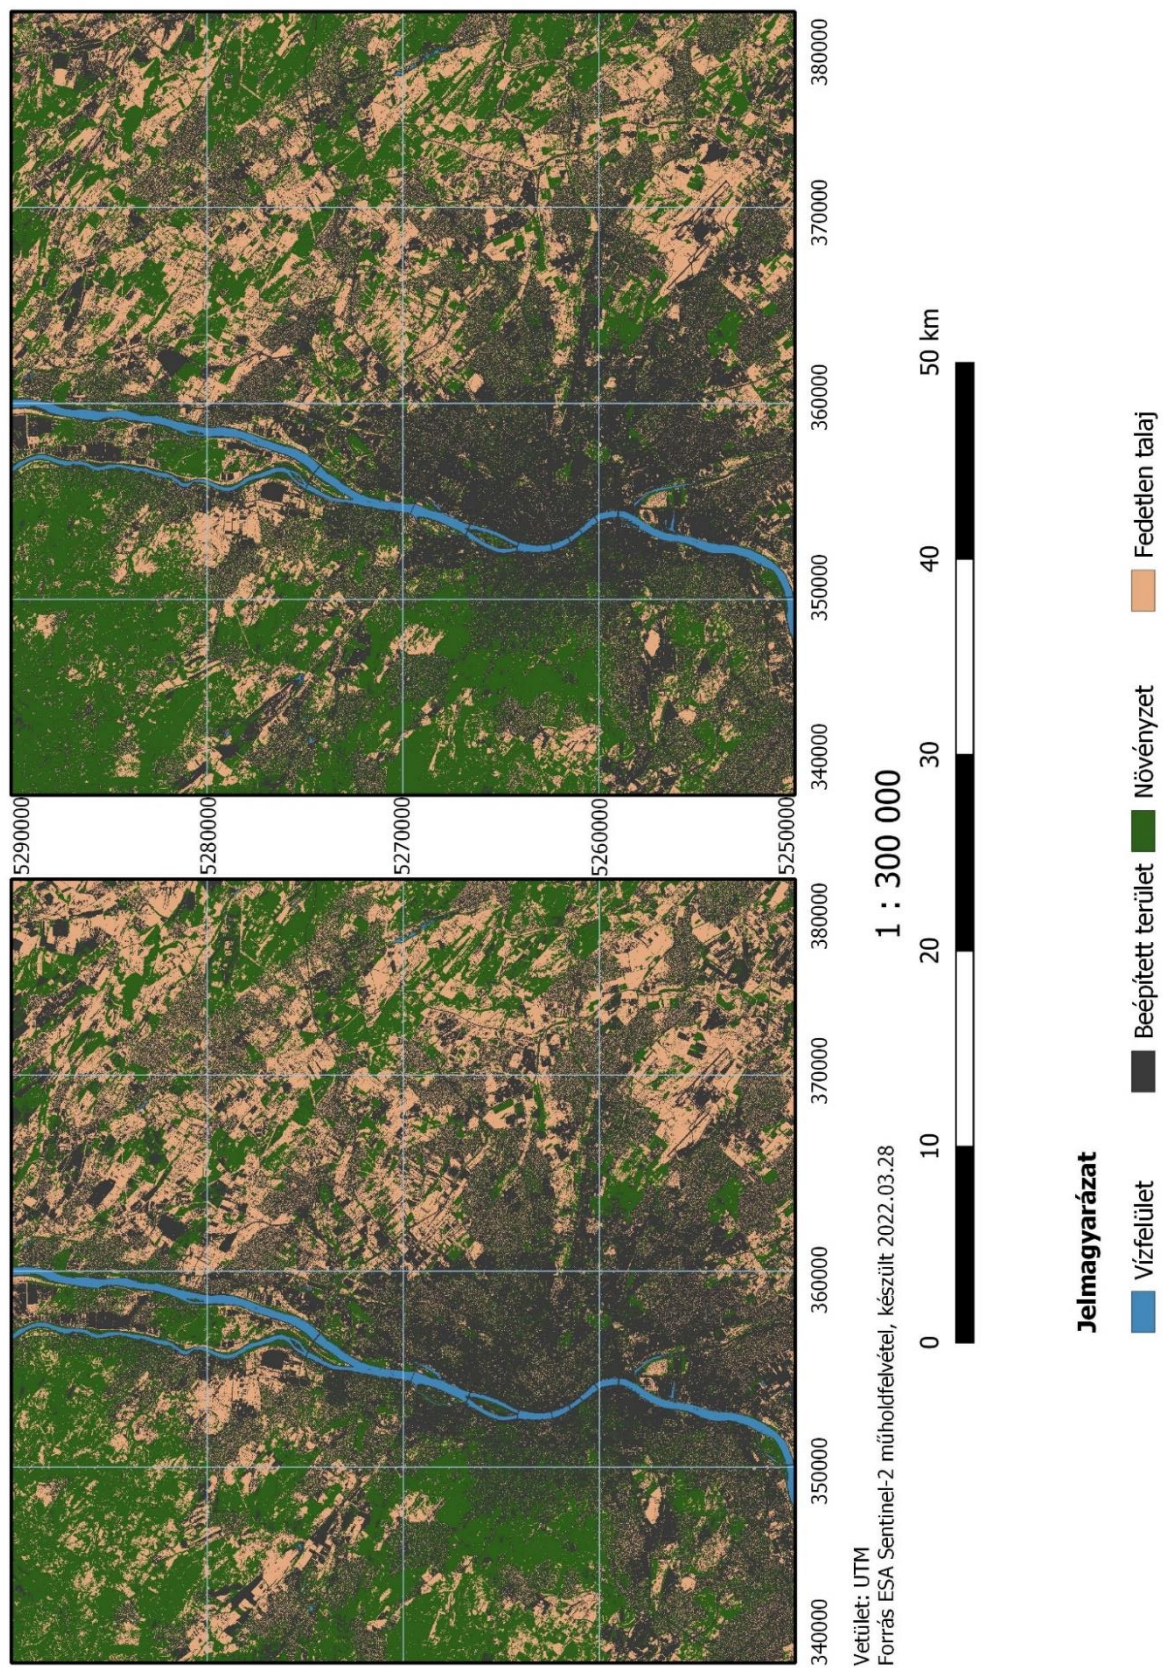 5290000
5280000
5270000
5260000
5250000
340000 350000 360000 370000 380000 340000 350000 360000 370000 380000
Vetület: UTM
Forrás ESA Sentinel-2 műholdfelvétel, készült 2022.03.28
1 : 300 000
0 10 20 30 40 50 km
Jelmagyarázat
Vízfelület Beépített terület Növényzet Fedetlen talaj